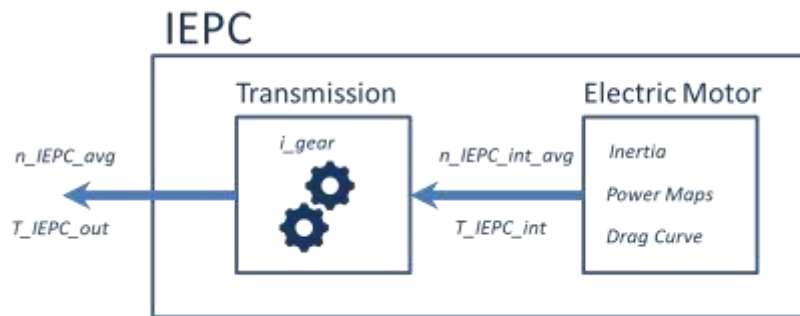 IEPC
Transmission
Electric Motor
i_gear
n_IEPC_avg
n_IEPC_int_avg
Inertia
Power Maps
T_IEPC_out
T_IEPC_int
Drag Curve